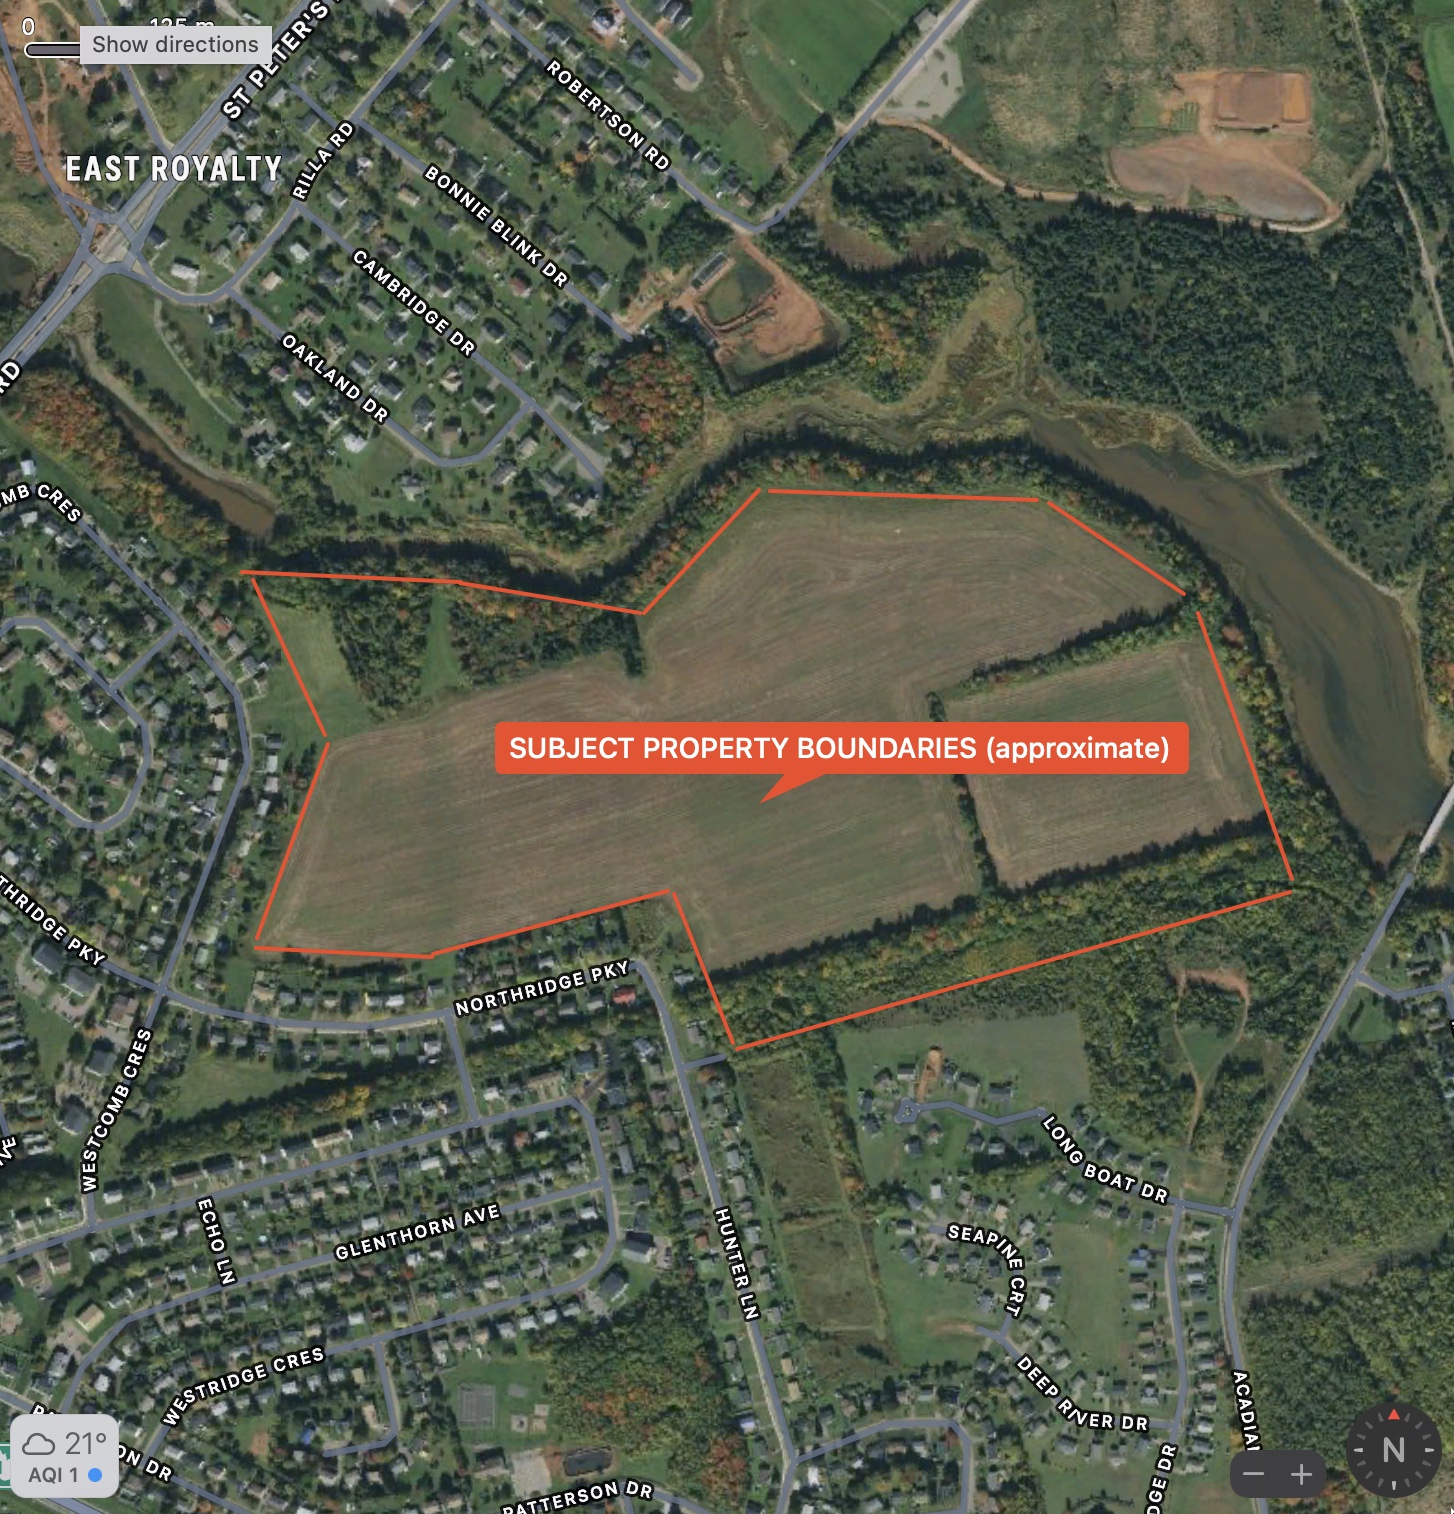 0
125 m
Show directions
ST PETER'S
ROBERTSON RD
EAST ROYALTY
RILLA RD
BONNIE BLINK DR
CAMBRIDGE DR
OAKLAND DR
RD
MB CRES
SUBJECT PROPERTY BOUNDARIES (approximate)
THRIDGE PKY
NORTHRIDGE PKY
WESTCOMB CRES
VE
LONG BOAT DR
ECHO LN
GLENTHORN AVE
HUNTER LN
SEAPINE CRT
WESTRIDGE CRES
DEEP RIVER DR
ACADIAN
ON DR
21°
AQI 1
N
DGE DR
PATTERSON DR